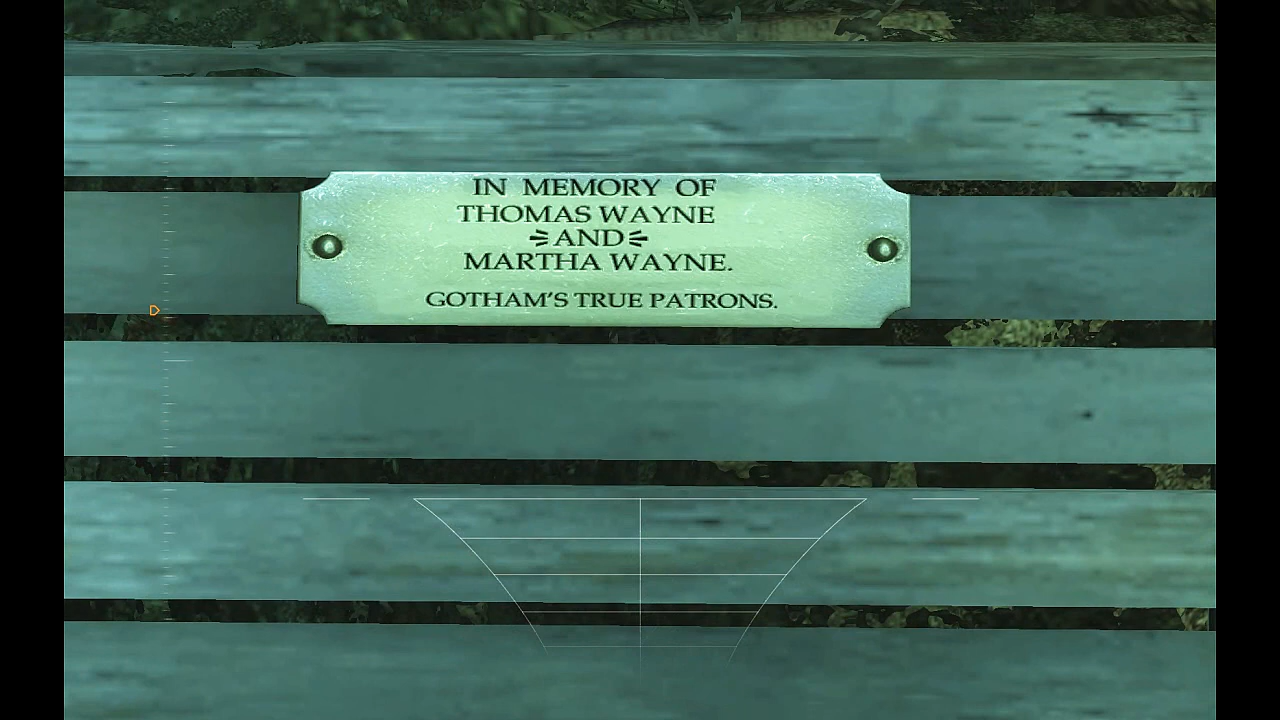 IN MEMORY OF
THOMAS WAYNE
AND
MARTHA WAYNE.
GOTHAM'S TRUE PATRONS.